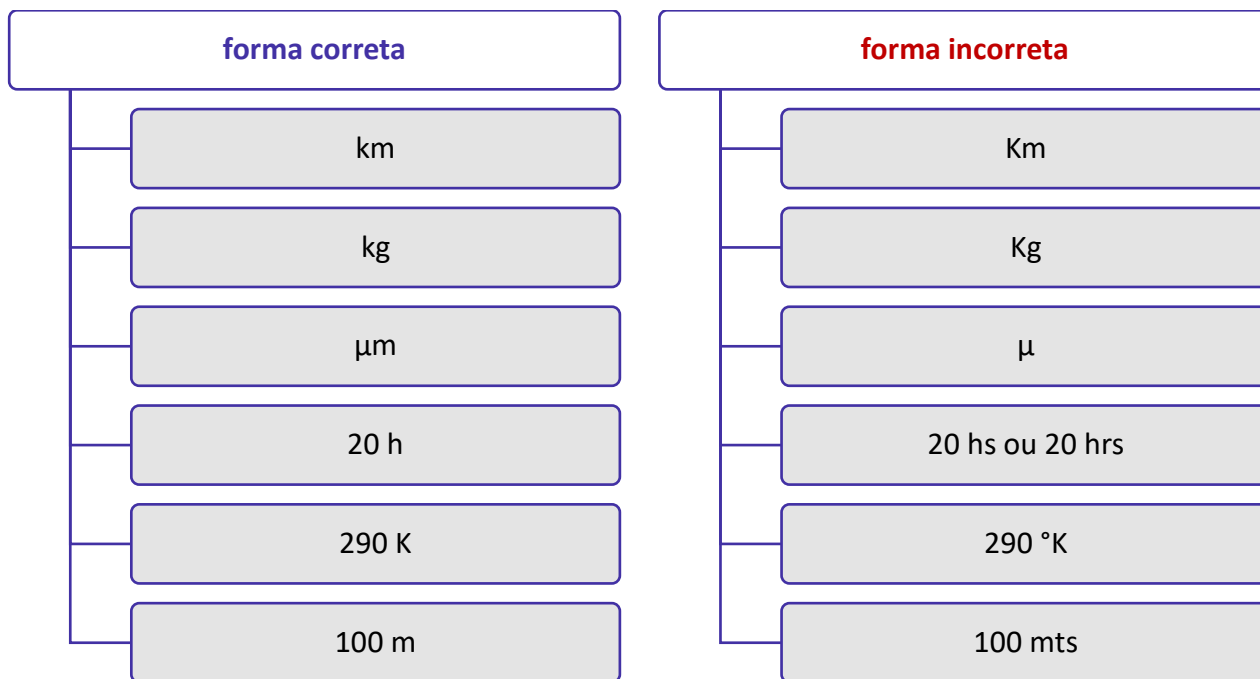 forma correta
km
kg
μm
20 h
290 K
100 m
forma incorreta
Km
Kg
μ
20 hs ou 20 hrs
290 °K
100 mts